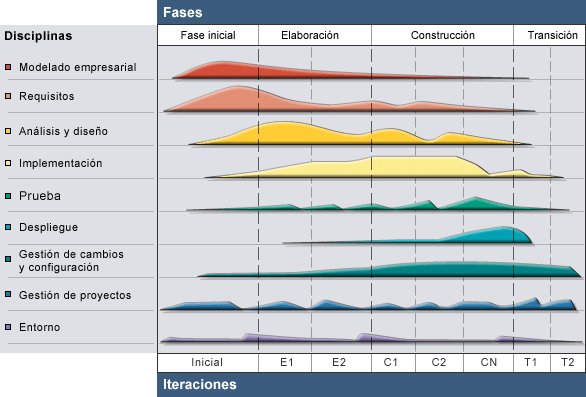 Fases
Disciplinas
Fase inicial
Elaboración
Construcción
Transición
Modelado empresarial
Requisitos
Análisis y diseño
Implementación
Prueba
Despliegue
Gestión de cambios
y configuración
Gestión de proyectos
Entorno
Inicial
E1
E2
C1
C2
CN
T1
T2
Iteraciones